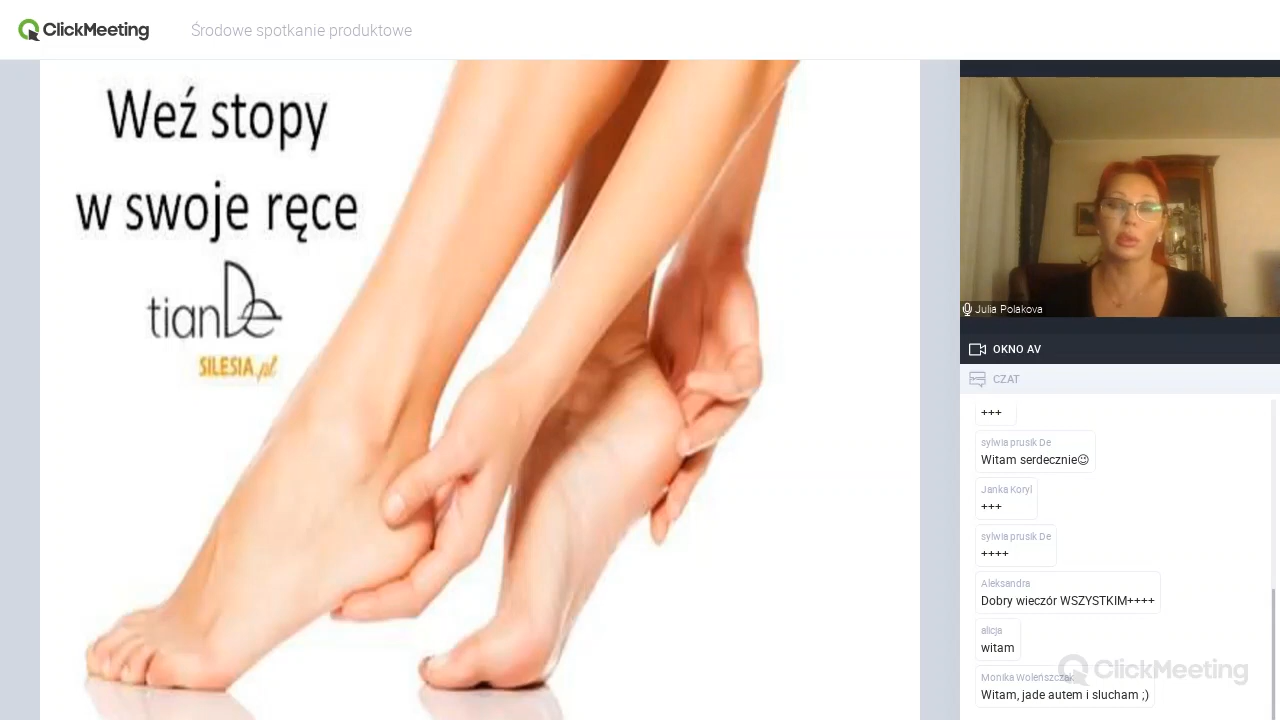 ClickMeeting
Środowe spotkanie produktowe
Weź stopy
w swoje ręce
tianDe
SILESIA.pl
Julia Polakova
OKNO AV
CZAT
+++
sylwia prusik De
Witam serdecznie😉
Janka Koryl
+++
sylwia prusik De
++++
Aleksandra
Dobry wieczór WSZYSTKIM++++
alicja
witam
Monika Woleńszczak
Witam, jade autem i slucham ;)
ClickMeeting